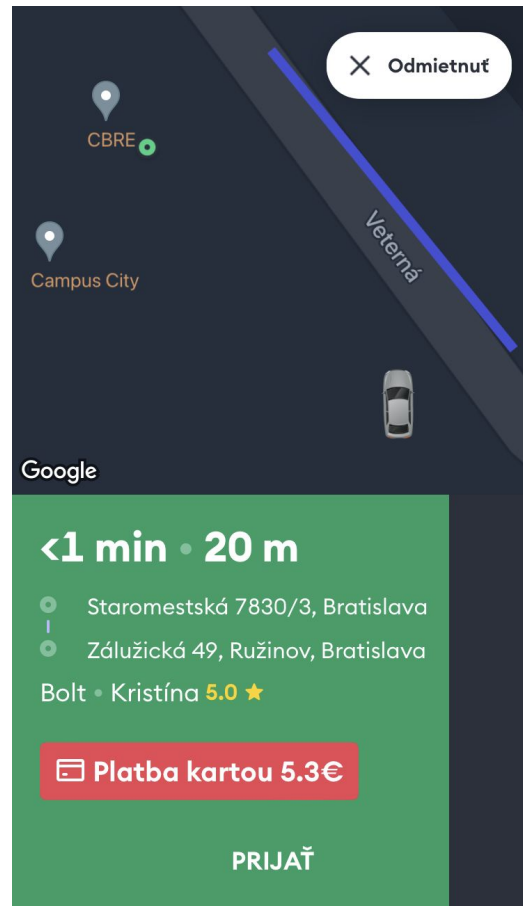 Odmietnuť
CBRE
Veterná
Campus City
Google
<1 min • 20 m
Staromestská 7830/3, Bratislava
Zálužická 49, Ružinov, Bratislava
Bolt • Kristína 5.0 ★
Platba kartou 5.3€
PRIJAŤ